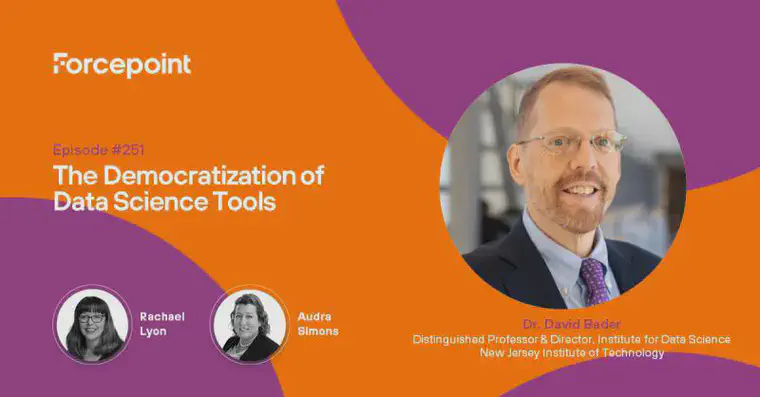 Forcepoint
Episode #251
The Democratization of
Data Science Tools
Rachael
Lyon
Audra
Simons
Dr. David Bader
Distinguished Professor & Director, Institute for Data Science
New Jersey Institute of Technology